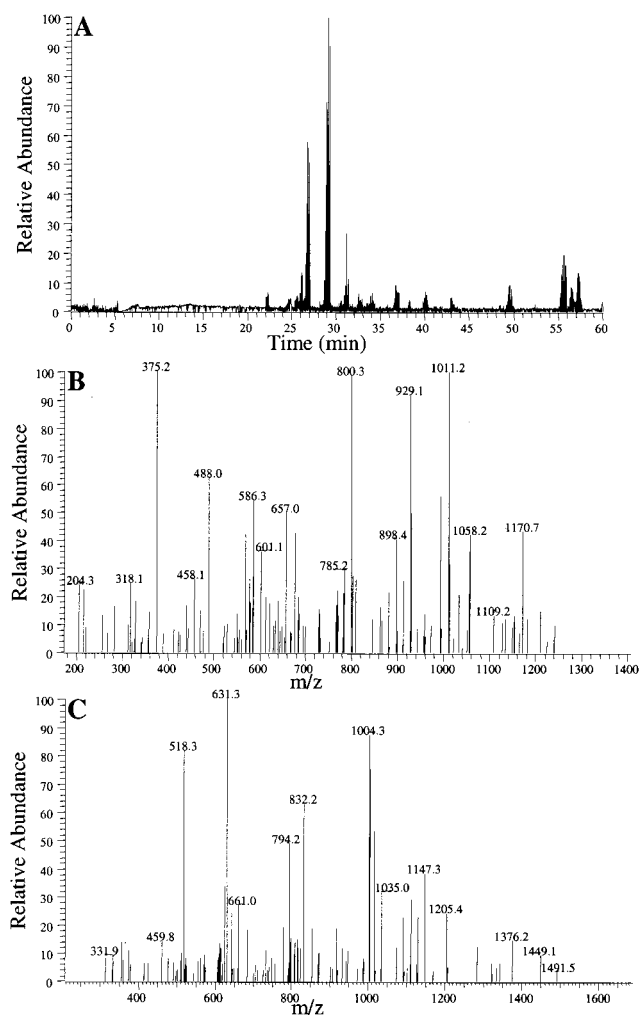 A
Relative Abundance
100
90
80
70
60
50
40
30
20
10
0
0 5 10 15 20 25 30 35 40 45 50 55 60
Time (min)
B
Relative Abundance
100
90
80
70
60
50
40
30
20
10
0
375.2 800.3 1011.2
929.1
488.0
586.3
657.0
601.1 898.4 1058.2 1170.7
204.3 318.1 458.1 785.2
1109.2
200 300 400 500 600 700 800 900 1000 1100 1200 1300 1400
m/z
C
Relative Abundance
100
90
80
70
60
50
40
30
20
10
0
631.3
518.3 1004.3
832.2
794.2
661.0 1035.0 1147.3
1205.4
331.9 459.8 1376.2
1449.1
1491.5
400 600 800 1000 1200 1400 1600
m/z